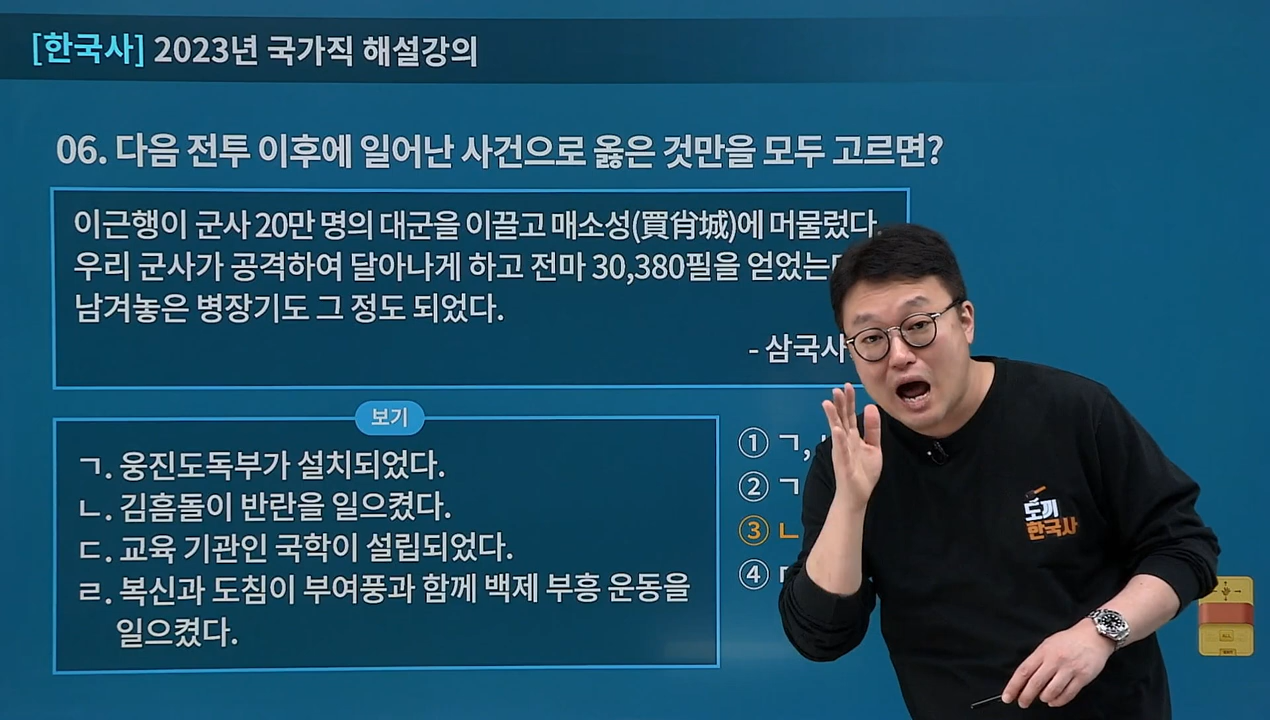 [한국사] 2023년 국가직 해설강의
06. 다음 전투 이후에 일어난 사건으로 옳은 것만을 모두 고르면?
이근행이 군사 20만 명의 대군을 이끌고 매소성(買肖城)에 머물렀다.
우리 군사가 공격하여 달아나게 하고 전마 30,380필을 얻었는
남겨놓은 병장기도 그 정도 되었다.
- 삼국사
보기
ㄱ. 웅진도독부가 설치되었다.
ㄴ. 김흠돌이 반란을 일으켰다.
ㄷ. 교육 기관인 국학이 설립되었다.
ㄹ. 복신과 도침이 부여풍과 함께 백제 부흥 운동을
일으켰다.
① ㄱ,
② ㄱ
③ ㄴ
④
도끼
한국사